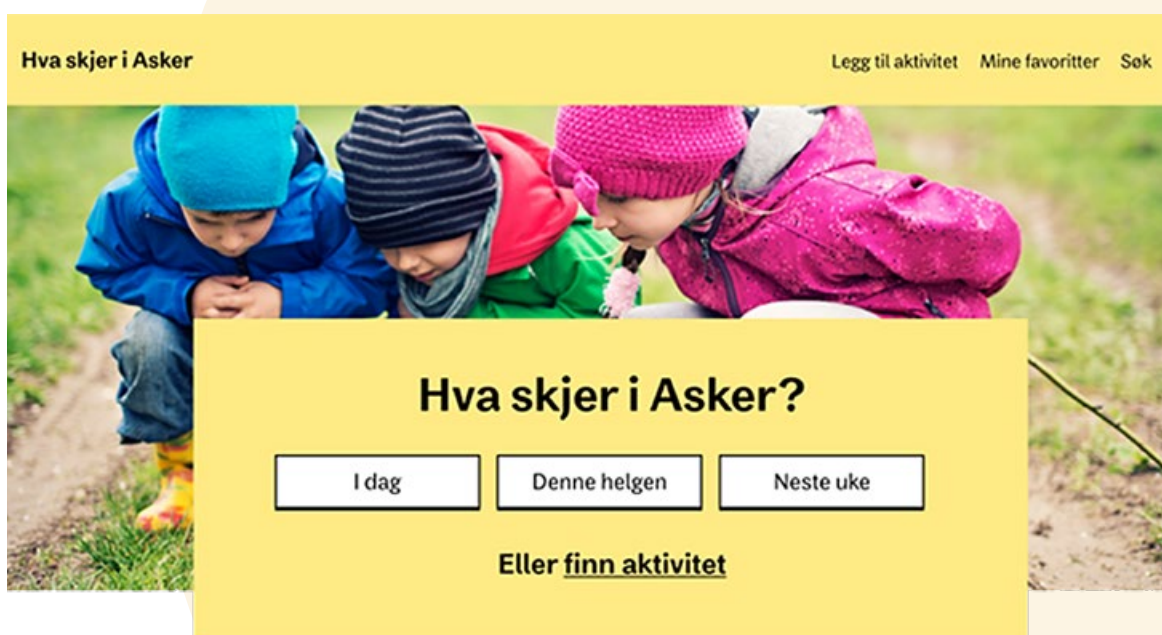 Hva skjer i Asker
Legg til aktivitet Mine favoritter Søk
Hva skjer i Asker?
I dag
Denne helgen
Neste uke
Eller finn aktivitet